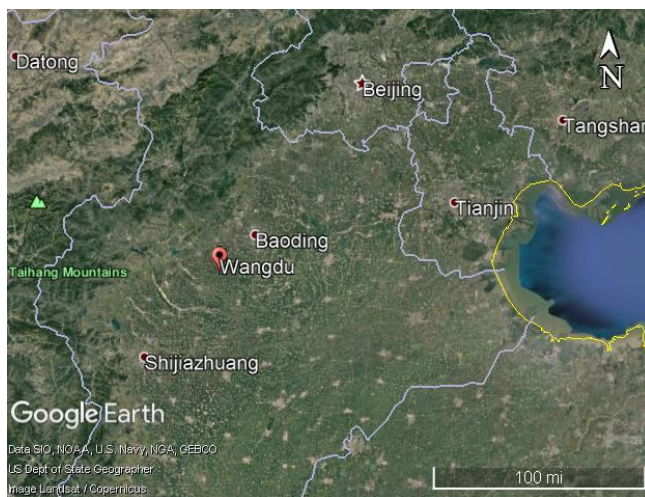 N
Datong
Beijing
Tangshan
Tianjin
Baoding
Wangdu
Taihang Mountains
Shijiazhuang
Google Earth
Data SIO, NOAA, U.S. Navy, NGA, GEBCO
US Dept of State Geographer
Image Landsat / Copernicus
100 mi